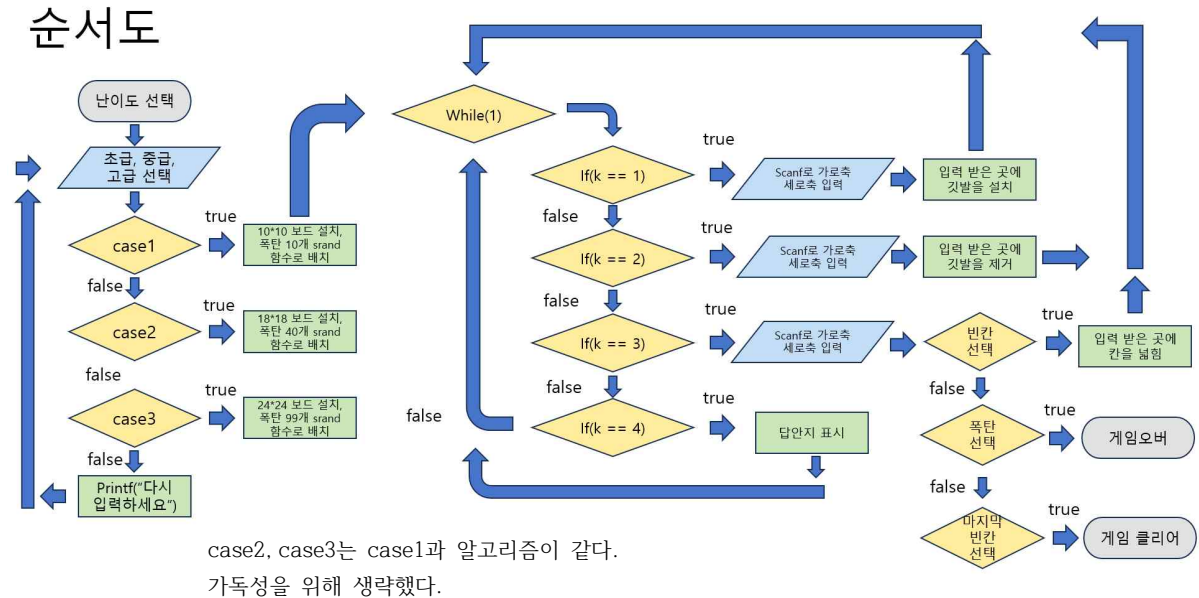 순서도
난이도 선택
초급, 중급,
고급 선택
case1
true
10*10 보드 설치,
폭탄 10개 srand
함수로 배치
false
case2
true
18*18 보드 설치,
폭탄 40개 srand
함수로 배치
false
case3
true
24*24 보드 설치,
폭탄 99개 srand
함수로 배치
false
Printf("다시
입력하세요")
While(1)
If(k == 1)
true
Scanf로 가로축
세로축 입력
입력 받은 곳에
깃발을 설치
false
If(k == 2)
true
Scanf로 가로축
세로축 입력
입력 받은 곳에
깃발을 제거
false
If(k == 3)
true
Scanf로 가로축
세로축 입력
빈칸
선택
true
입력 받은 곳에
칸을 넓힘
false
If(k == 4)
true
답안지 표시
false
false
폭탄
선택
true
게임오버
false
마지막
빈칸
선택
true
게임 클리어
case2, case3는 case1과 알고리즘이 같다.
가독성을 위해 생략했다.